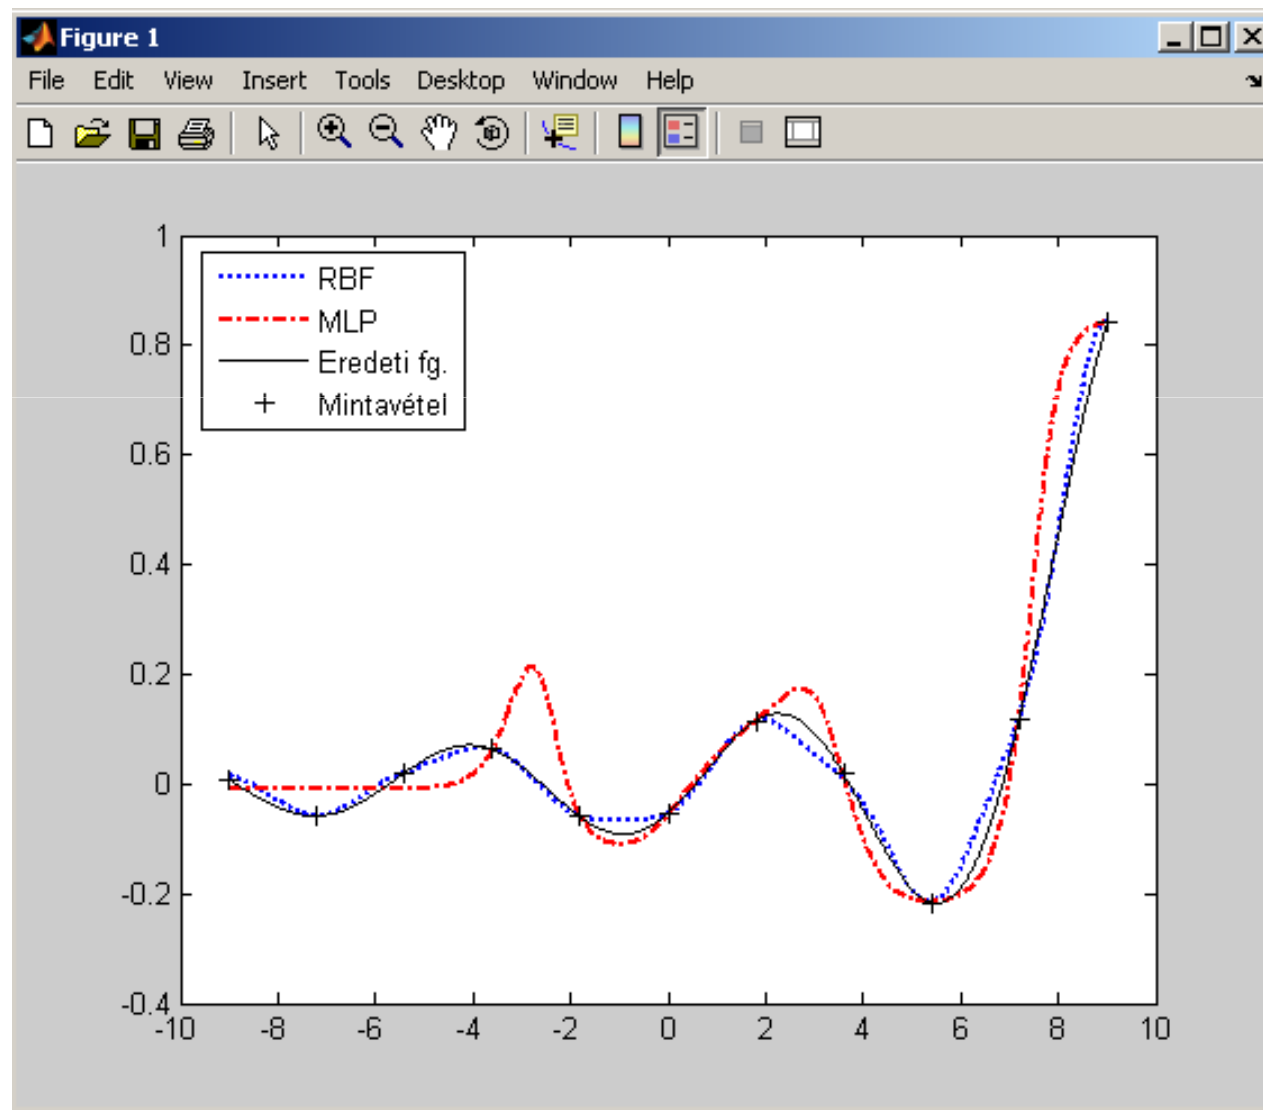 Figure 1
File Edit View Insert Tools Desktop Window Help
1
0.8
0.6
0.4
0.2
0
-0.2
-0.4
RBF
MLP
Eredeti fg.
Mintavétel
-10 -8 -6 -4 -2 0 2 4 6 8 10